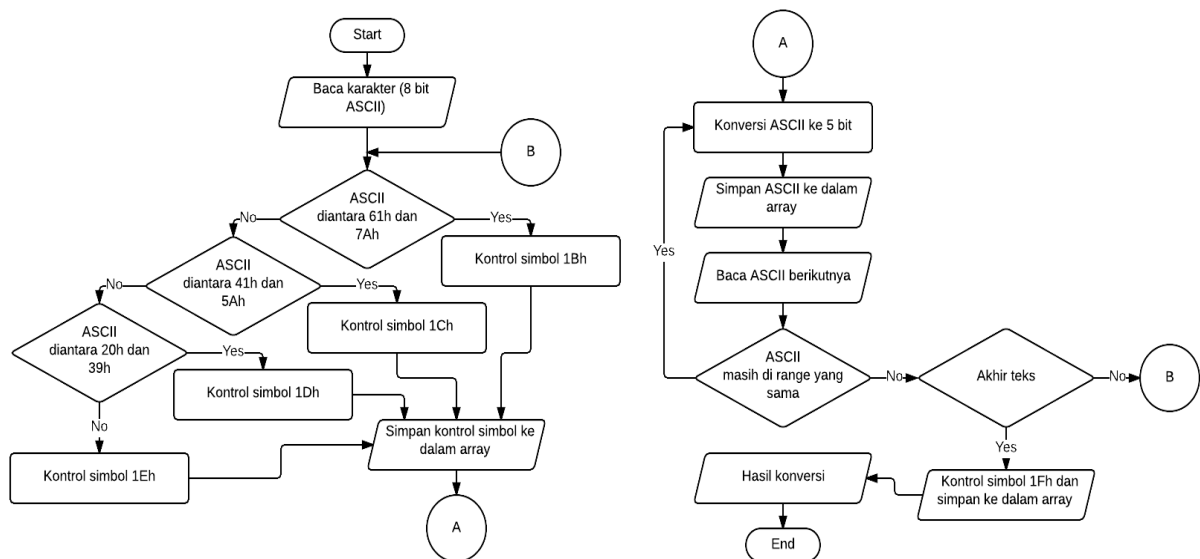 Start
Baca karakter (8 bit
ASCII)
B
ASCII
diantara 61h dan
7Ah
No
Yes
Kontrol simbol 1Bh
ASCII
diantara 41h dan
5Ah
No
Yes
Kontrol simbol 1Ch
ASCII
diantara 20h dan
39h
Yes
Kontrol simbol 1Dh
No
Kontrol simbol 1Eh
Simpan kontrol simbol ke
dalam array
A
A
Konversi ASCII ke 5 bit
Simpan ASCII ke dalam
array
Baca ASCII berikutnya
Yes
ASCII
masih di range yang
sama
No
Akhir teks
No
B
Yes
Kontrol simbol 1Fh dan
simpan ke dalam array
Hasil konversi
End